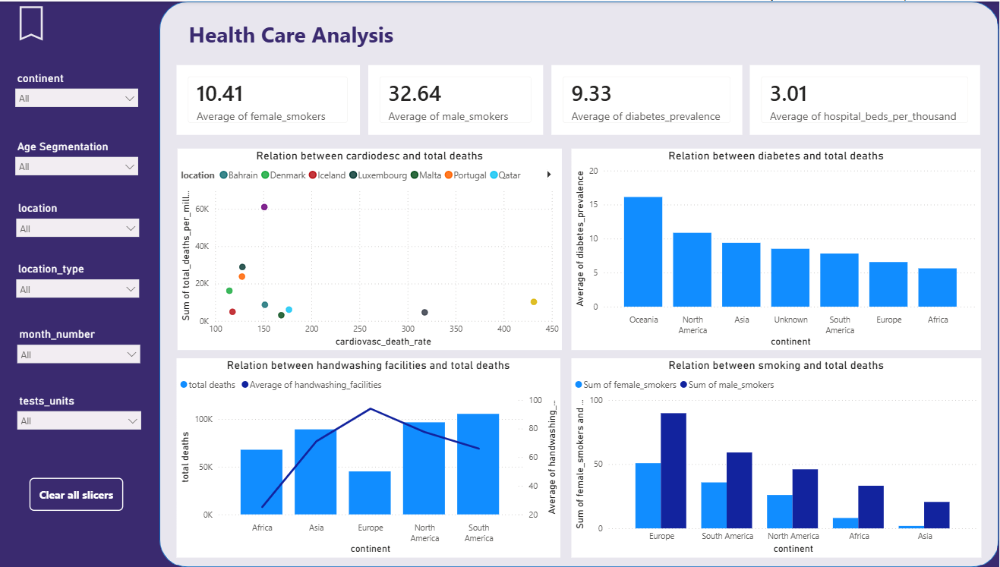 Health Care Analysis
continent
All
Age Segmentation
All
location
All
location_type
All
month_number
All
tests_units
All
Clear all slicers
10.41
Average of female_smokers
32.64
Average of male_smokers
9.33
Average of diabetes_prevalence
3.01
Average of hospital_beds_per_thousand
Relation between cardiodesc and total deaths
location Bahrain Denmark Iceland Luxembourg Malta Portugal Qatar
Sum of total_deaths_per_mill...
60K
40K
20K
0K
100 150 200 250 300 350 400 450
cardiovasc_death_rate
Relation between diabetes and total deaths
Average of diabetes_prevalence
20
15
10
5
0
Oceania North America Asia Unknown South America Europe Africa
continent
Relation between handwashing facilities and total deaths
total deaths Average of handwashing_facilities
total deaths
100K
50K
0K
100
80
60
40
20
Average of handwashing_...
Africa Asia Europe North America South America
continent
Relation between smoking and total deaths
Sum of female_smokers Sum of male_smokers
Sum of female_smokers and ...
100
50
0
Europe South America North America Africa Asia
continent